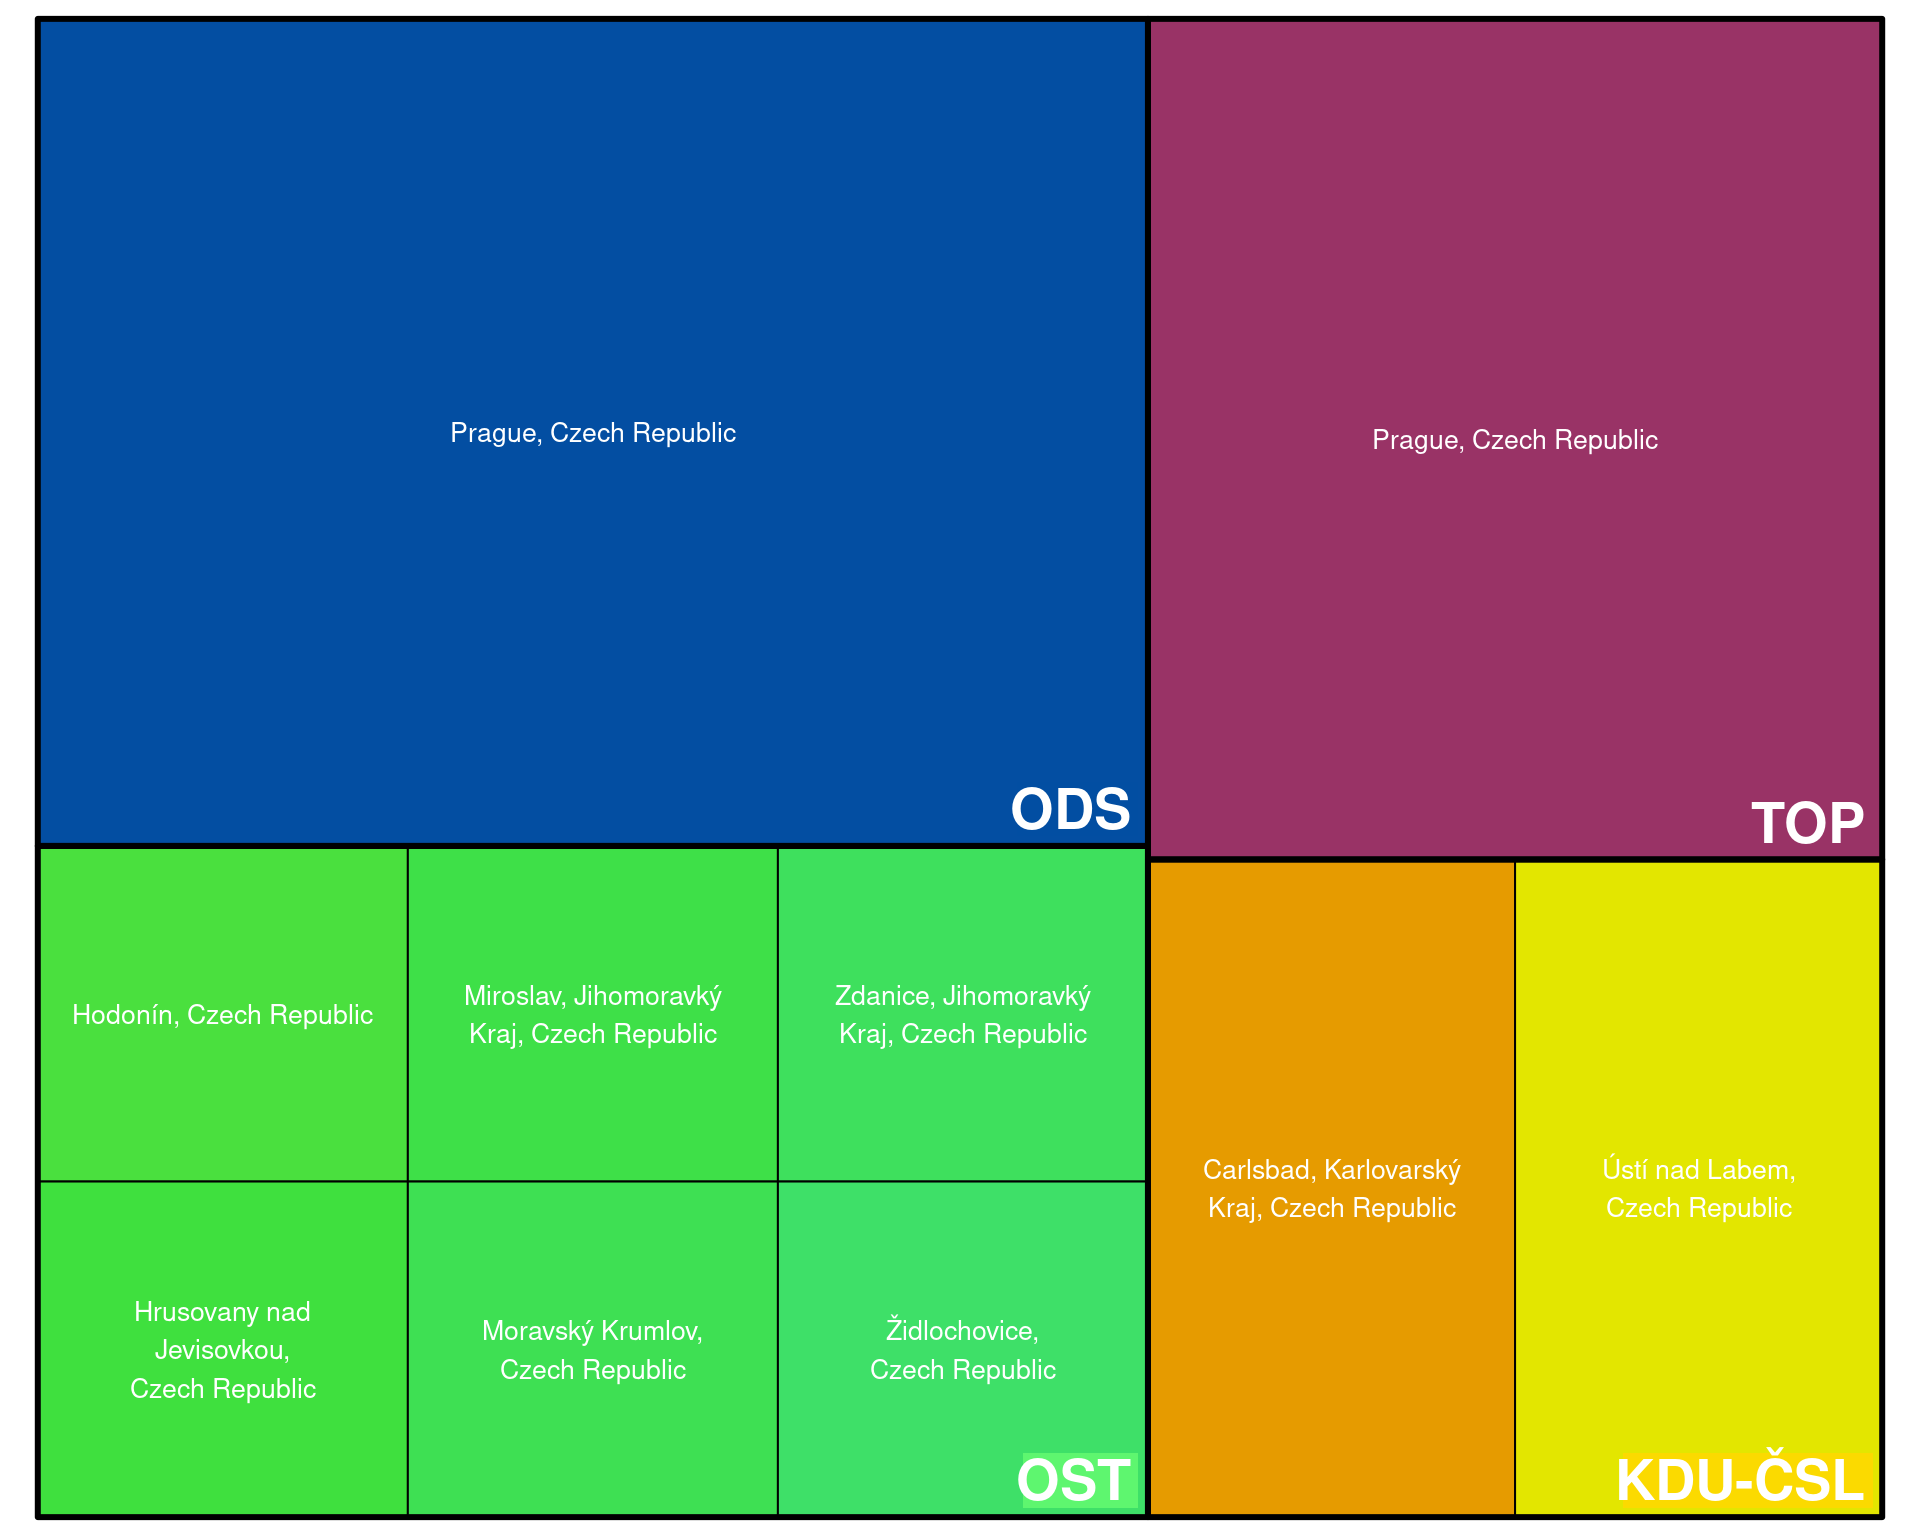 Prague, Czech Republic
ODS
Prague, Czech Republic
TOP
Hodonín, Czech Republic
Miroslav, Jihomoravký
Kraj, Czech Republic
Zdanice, Jihomoravký
Kraj, Czech Republic
Hrusovany nad
Jevisovkou,
Czech Republic
Moravský Krumlov,
Czech Republic
Židlochovice,
Czech Republic
OST
Carlsbad, Karlovarský
Kraj, Czech Republic
Ústí nad Labem,
Czech Republic
KDU-ČSL